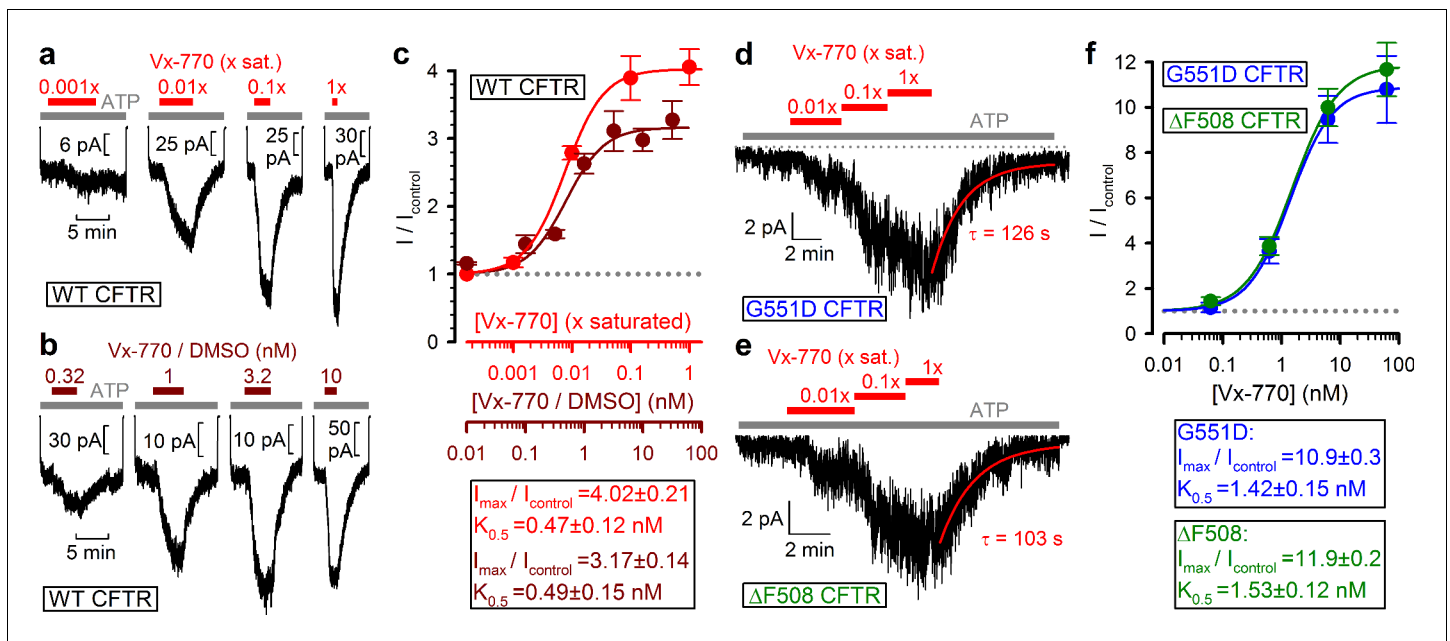 a
Vx-770 (x sat.)
0.001x 0.01x 0.1x 1x
ATP
6 pA 25 pA 25 pA 30 pA
5 min
WT CFTR
b
Vx-770 / DMSO (nM)
0.32 1 3.2 10
ATP
30 pA 10 pA 10 pA 50 pA
5 min
WT CFTR
c
WT CFTR
I / Icontrol
4
3
2
1
0
[Vx-770] (x saturated)
0.001 0.01 0.1 1
[Vx-770 / DMSO] (nM)
0.01 0.1 1 10 100
Imax / Icontrol =4.02±0.21
K0.5 =0.47±0.12 nM
Imax / Icontrol =3.17±0.14
K0.5 =0.49±0.15 nM
d
Vx-770 (x sat.)
1x
0.1x
0.01x
ATP
2 pA
2 min
τ = 126 s
G551D CFTR
e
Vx-770 (x sat.)
1x
0.1x
0.01x
ATP
2 pA
2 min
τ = 103 s
ΔF508 CFTR
f
G551D CFTR
ΔF508 CFTR
I / Icontrol
12
10
8
6
4
2
0
0.01 0.1 1 10 100
[Vx-770] (nM)
G551D:
Imax / Icontrol =10.9±0.3
K0.5 =1.42±0.15 nM
ΔF508:
Imax / Icontrol =11.9±0.2
K0.5 =1.53±0.12 nM